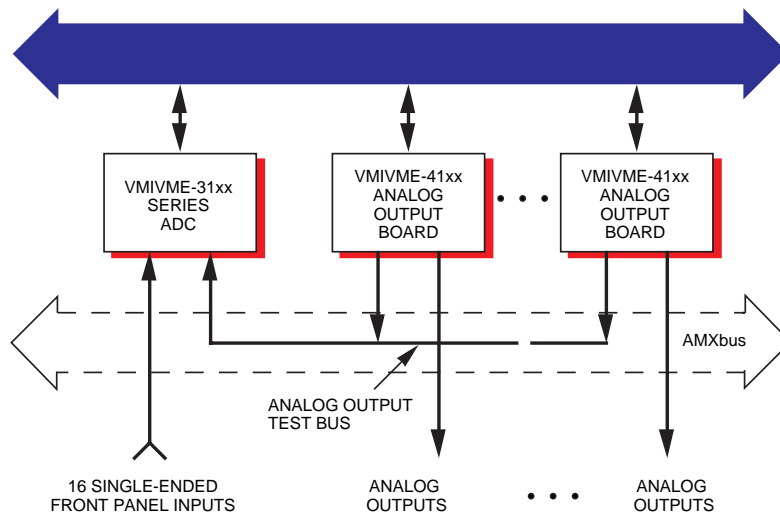 VMIVME-31xx
SERIES
ADC
VMIVME-41xx
ANALOG
OUTPUT
BOARD
VMIVME-41xx
ANALOG
OUTPUT
BOARD
AMXbus
ANALOG OUTPUT
TEST BUS
16 SINGLE-ENDED
FRONT PANEL INPUTS
ANALOG
OUTPUTS
ANALOG
OUTPUTS